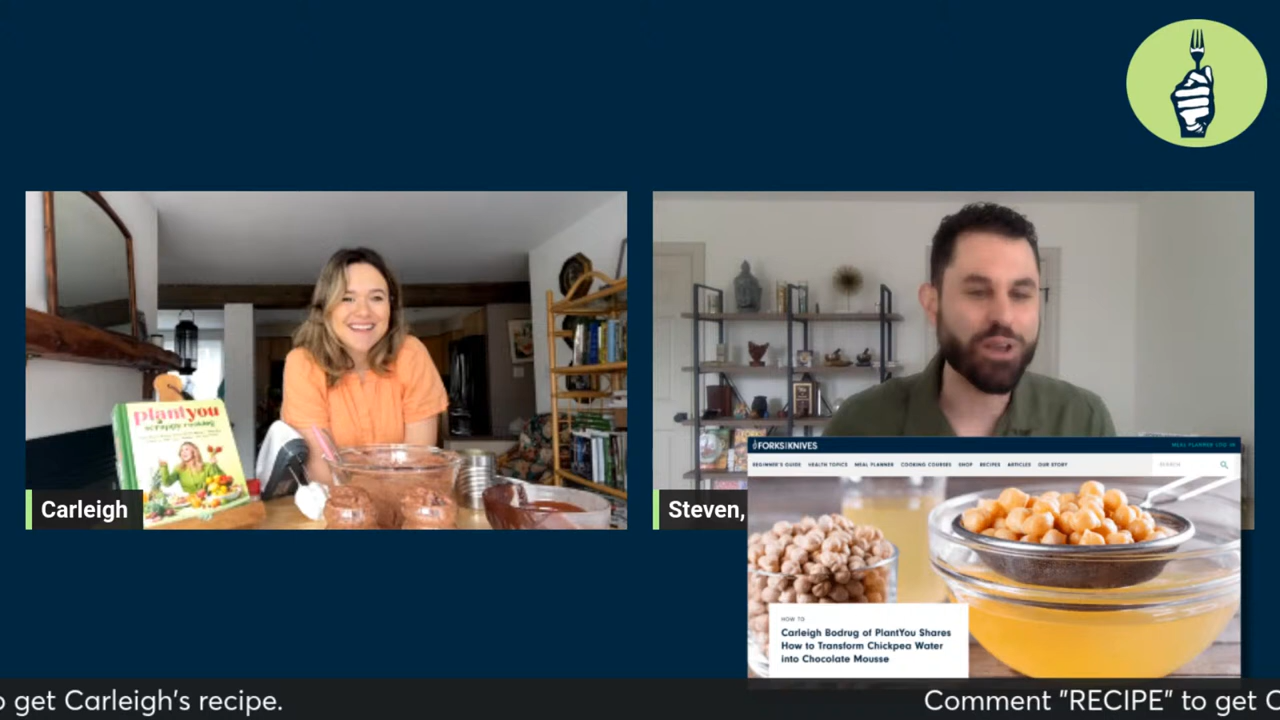 plantyou
scrappy cooking
Carleigh
Steven,
FORKS OVER KNIVES
BEGINNER'S GUIDE HEALTH TOPICS MEAL PLANNER COOKING COURSES SHOP RECIPES ARTICLES OUR STORY
SEARCH
HOW TO
Carleigh Bodrug of PlantYou Shares
How to Transform Chickpea Water
into Chocolate Mousse
o get Carleigh's recipe.
Comment "RECIPE" to get C